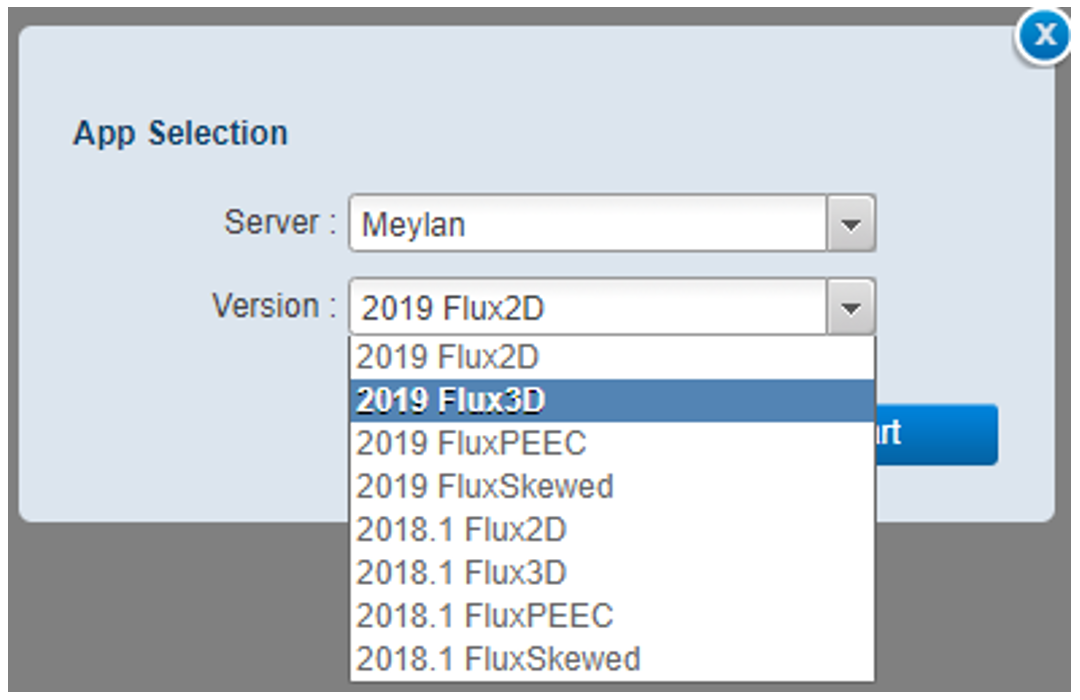 X
App Selection
Server : Meylan
Version : 2019 Flux2D
2019 Flux2D
2019 Flux3D
2019 FluxPEEC
2019 FluxSkewed
2018.1 Flux2D
2018.1 Flux3D
2018.1 FluxPEEC
2018.1 FluxSkewed